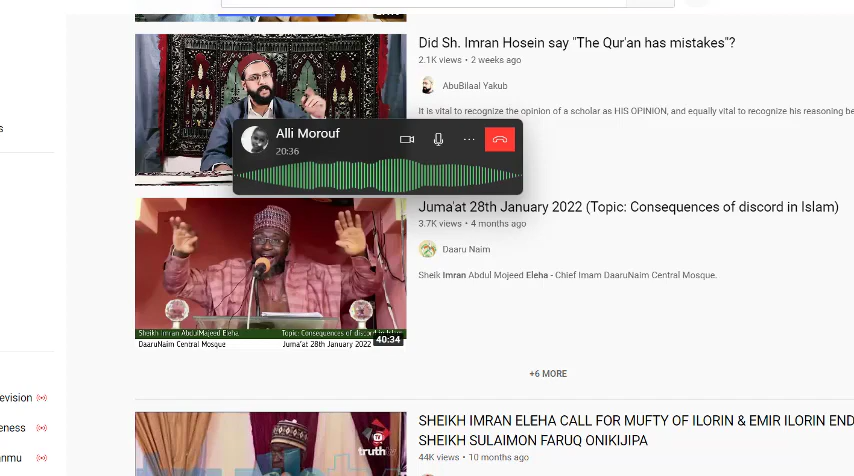 Did Sh. Imran Hosein say "The Qur'an has mistakes"?
2.1K views • 2 weeks ago
AbuBilaal Yakub
It is vital to recognize the opinion of a scholar as HIS OPINION, and equally vital to recognize his reasoning be
Alli Morouf
20:36
Juma'at 28th January 2022 (Topic: Consequences of discord in Islam)
3.7K views • 4 months ago
Daaru Naim
Sheik Imran Abdul Mojeed Eleha - Chief Imam DaaruNaim Central Mosque.
Sheikh Imran AbdulMajeed Eleha Topic: Consequences of discord in Islam
DaaruNaim Central Mosque Juma'at 28th January 2022
40:34
+6 MORE
evision
eness
anmu
SHEIKH IMRAN ELEHA CALL FOR MUFTY OF ILORIN & EMIR ILORIN END
SHEIKH SULAIMON FARUQ ONIKIJIPA
44K views • 10 months ago
truthtv